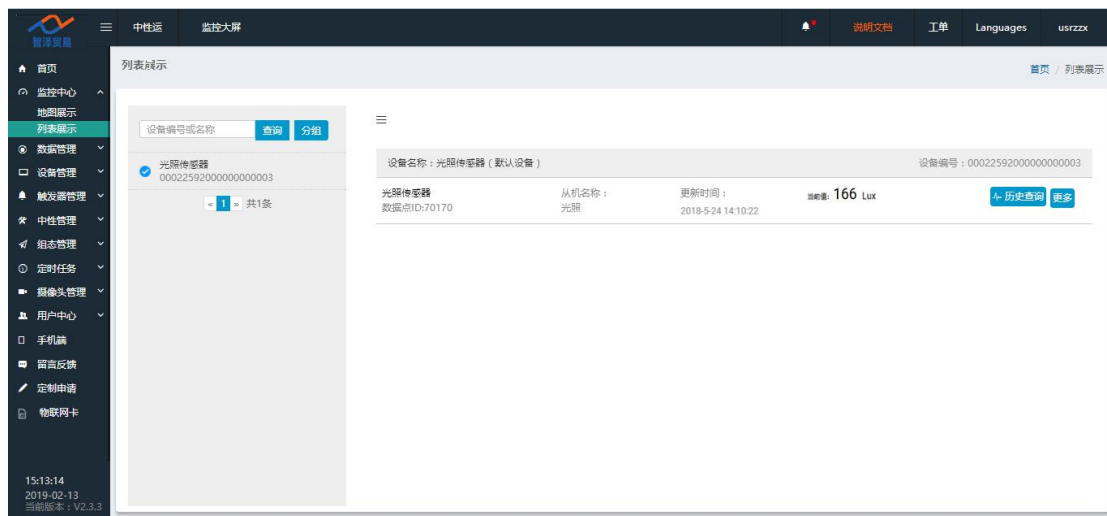 智泽贸易
中性运
监控大屏
说明文档
工单
Languages
usrzzx
首页
监控中心
地图展示
列表展示
数据管理
设备管理
触发器管理
中性管理
组态管理
定时任务
摄像头管理
用户中心
手机端
留言反馈
定制申请
物联网卡
15:13:14
2019-02-13
当前版本：V2.3.3
列表展示
首页 / 列表展示
设备编号或名称
查询
分组
光照传感器
00022592000000000003
« 1 » 共1条
设备名称：光照传感器 ( 默认设备 )
设备编号：00022592000000000003
光照传感器
数据点ID:70170
从机名称：
光照
更新时间：
2018-5-24 14:10:22
当前值: 166 Lux
历史查询
更多